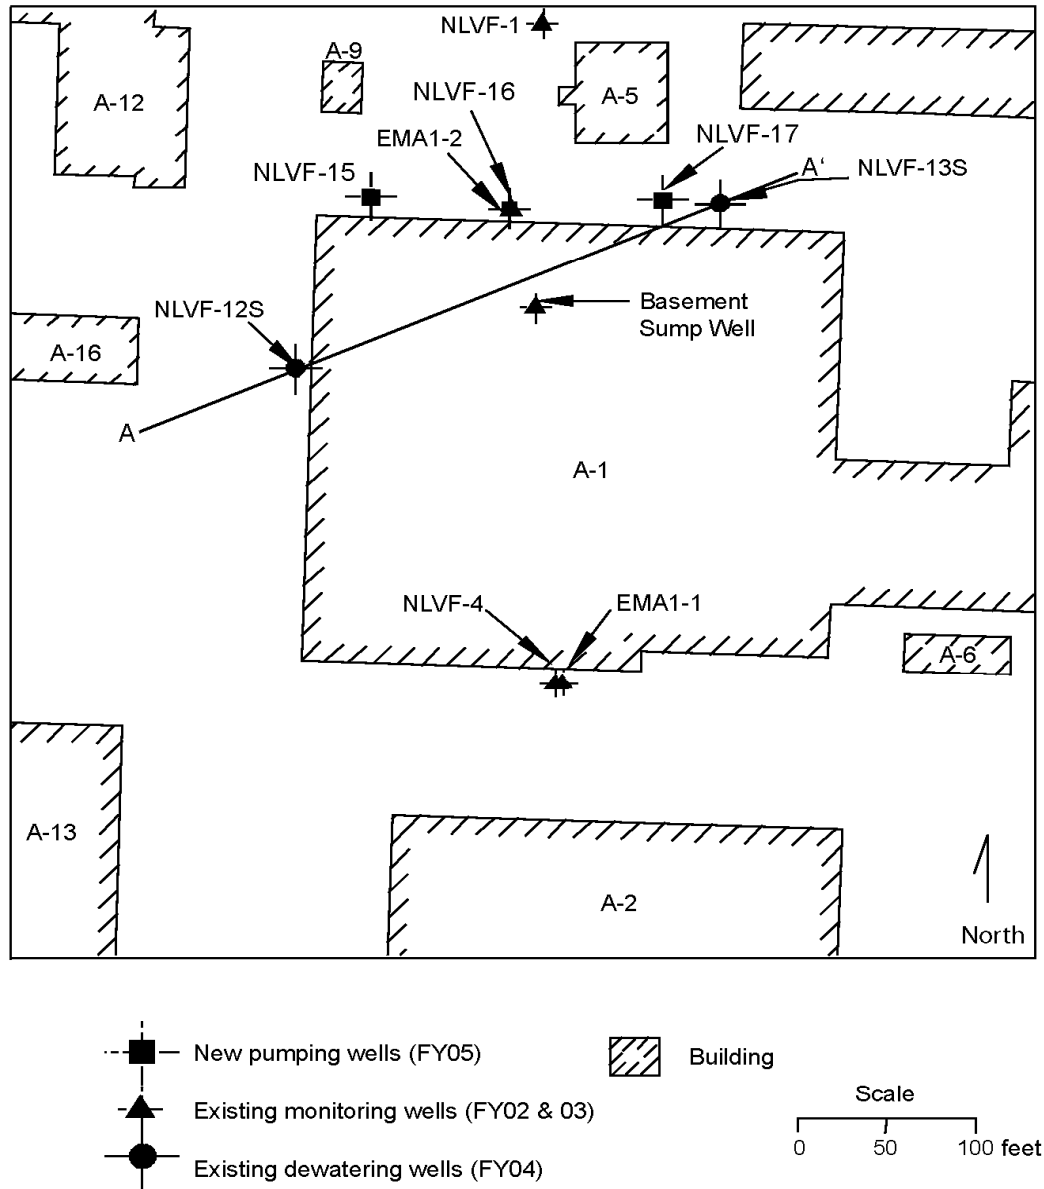 NLVF-1
A-9
A-12
NLVF-16
A-5
EMA1-2
NLVF-17
NLVF-15
A'
NLVF-13S
NLVF-12S
Basement
Sump Well
A-16
A
A-1
NLVF-4
EMA1-1
A-6
A-13
A-2
North
New pumping wells (FY05)
Building
Existing monitoring wells (FY02 & 03)
Scale
0 50 100 feet
Existing dewatering wells (FY04)